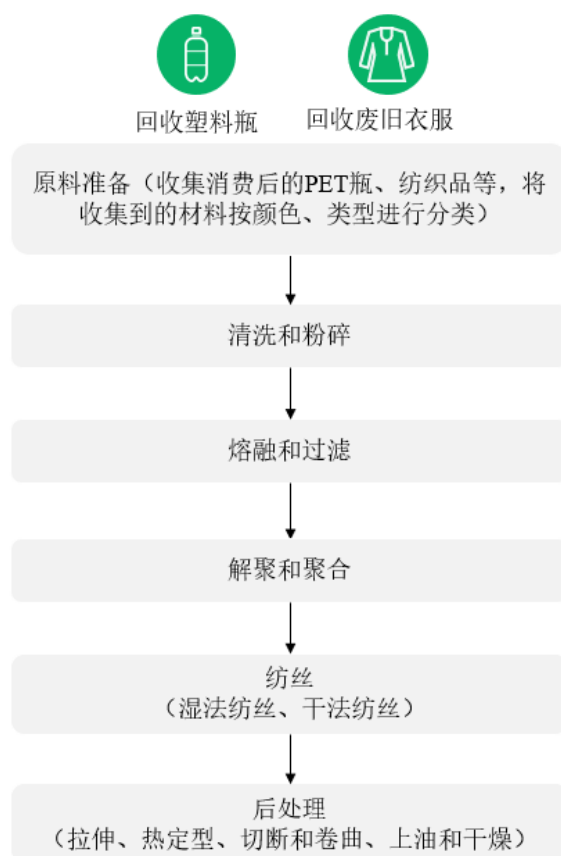 回收塑料瓶
回收废旧衣服
原料准备（收集消费后的PET瓶、纺织品等，将
收集到的材料按颜色、类型进行分类）
清洗和粉碎
熔融和过滤
解聚和聚合
纺丝
（湿法纺丝、干法纺丝）
后处理
（拉伸、热定型、切断和卷曲、上油和干燥）